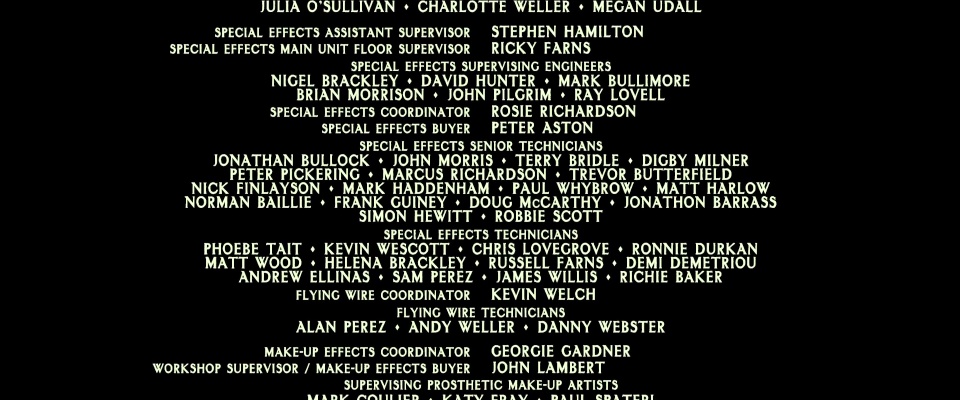 JULIA O'SULLIVAN • CHARLOTTE WELLER • MEGAN UDALL
SPECIAL EFFECTS ASSISTANT SUPERVISOR STEPHEN HAMILTON
SPECIAL EFFECTS MAIN UNIT FLOOR SUPERVISOR RICKY FARNS
SPECIAL EFFECTS SUPERVISING ENGINEERS
NIGEL BRACKLEY • DAVID HUNTER • MARK BULLIMORE
BRIAN MORRISON • JOHN PILGRIM • RAY LOVELL
SPECIAL EFFECTS COORDINATOR ROSIE RICHARDSON
SPECIAL EFFECTS BUYER PETER ASTON
SPECIAL EFFECTS SENIOR TECHNICIANS
JONATHAN BULLOCK • JOHN MORRIS • TERRY BRIDLE • DIGBY MILNER
PETER PICKERING • MARCUS RICHARDSON • TREVOR BUTTERFIELD
NICK FINLAYSON • MARK HADDENHAM • PAUL WHYBROW • MATT HARLOW
NORMAN BAILLIE • FRANK GUINEY • DOUG McCARTHY • JONATHON BARRASS
SIMON HEWITT • ROBBIE SCOTT
SPECIAL EFFECTS TECHNICIANS
PHOEBE TAIT • KEVIN WESCOTT • CHRIS LOVEGROVE • RONNIE DURKAN
MATT WOOD • HELENA BRACKLEY • RUSSELL FARNS • DEMI DEMETRIOU
ANDREW ELLINAS • SAM PEREZ • JAMES WILLIS • RICHIE BAKER
FLYING WIRE COORDINATOR KEVIN WELCH
FLYING WIRE TECHNICIANS
ALAN PEREZ • ANDY WELLER • DANNY WEBSTER
MAKE-UP EFFECTS COORDINATOR GEORGIE GARDNER
WORKSHOP SUPERVISOR / MAKE-UP EFFECTS BUYER JOHN LAMBERT
SUPERVISING PROSTHETIC MAKE-UP ARTISTS
MARK COULIER • KATY FRAY • PAUL SPATERI